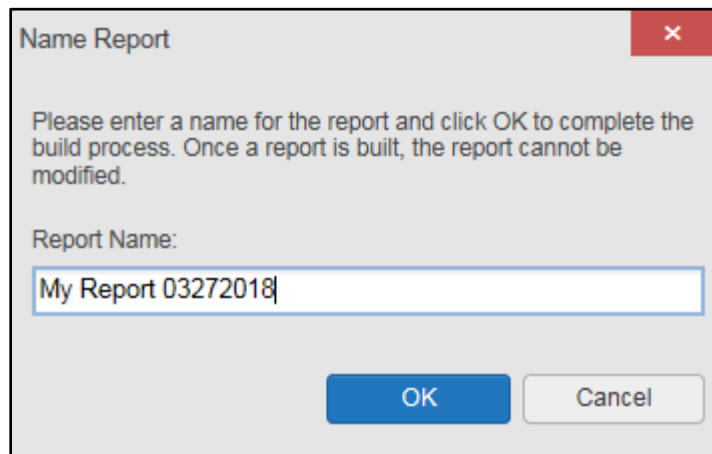 Name Report
×
Please enter a name for the report and click OK to complete the
build process. Once a report is built, the report cannot be
modified.
Report Name:
My Report 03272018
OK Cancel